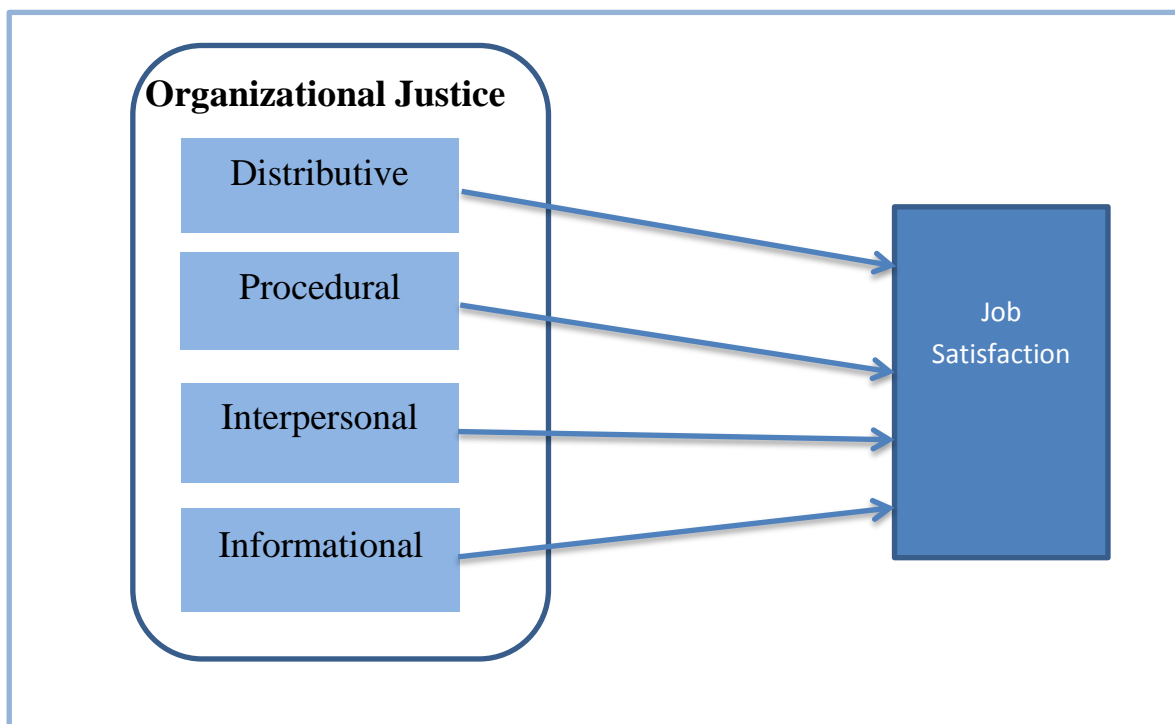 Organizational Justice
Distributive
Procedural
Interpersonal
Informational
Job
Satisfaction